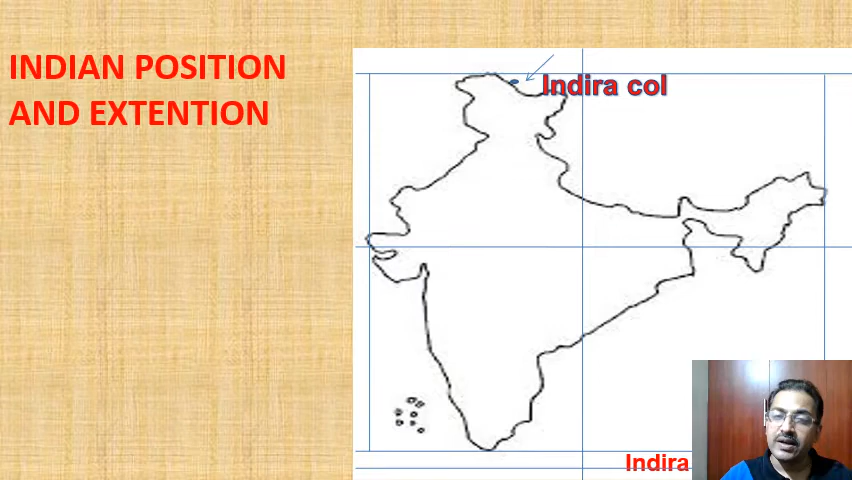 INDIAN POSITION
AND EXTENTION
Indira col
Indira